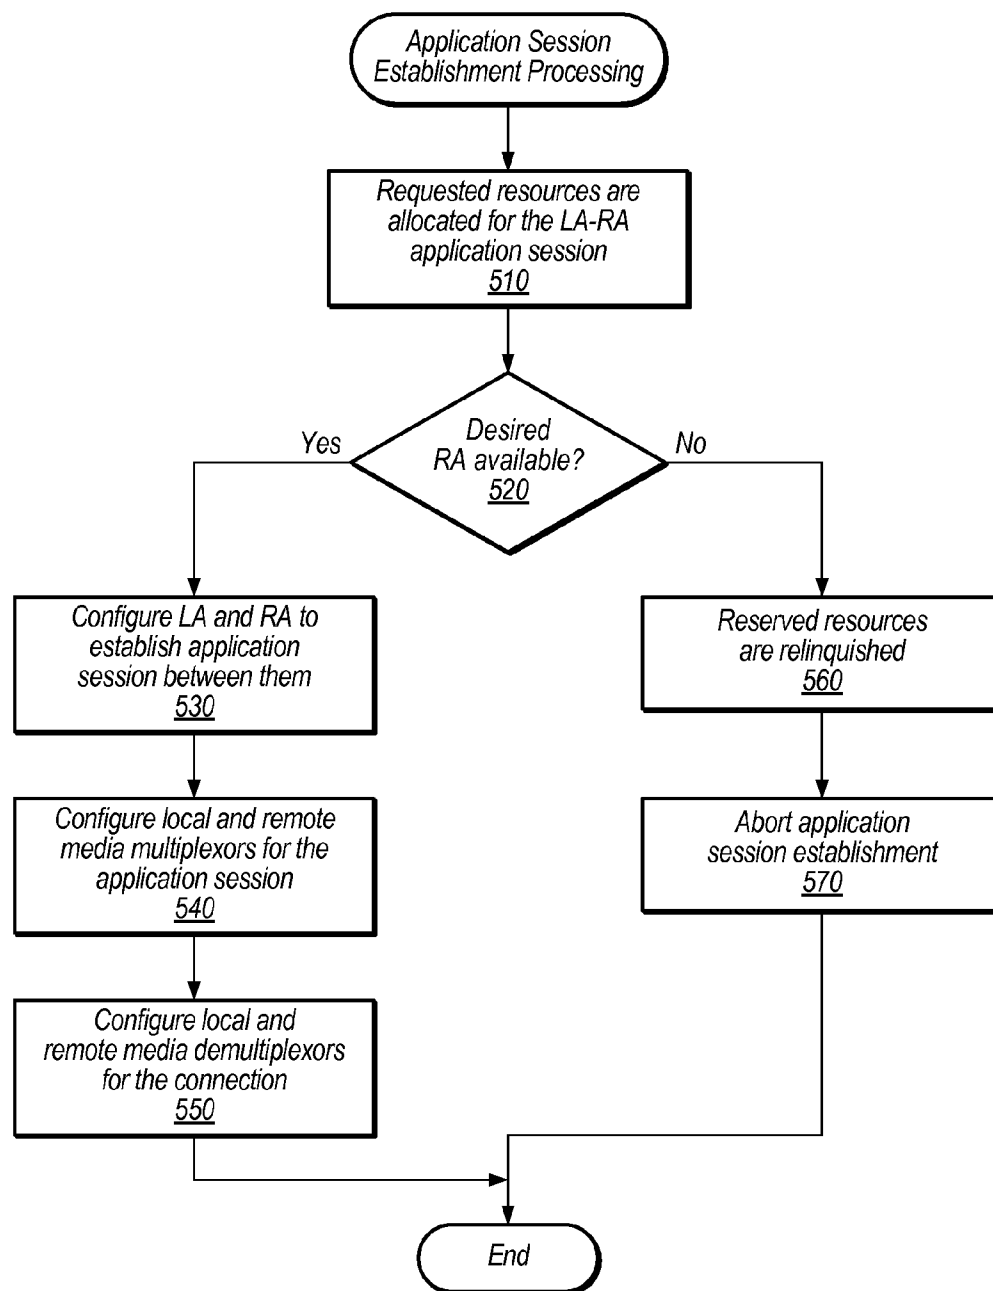 Application Session
Establishment Processing
Requested resources are
allocated for the LA-RA
application session
510
Desired
RA available?
520
Yes
No
Configure LA and RA to
establish application
session between them
530
Configure local and remote
media multiplexors for the
application session
540
Configure local and
remote media demultiplexors
for the connection
550
Reserved resources
are relinquished
560
Abort application
session establishment
570
End